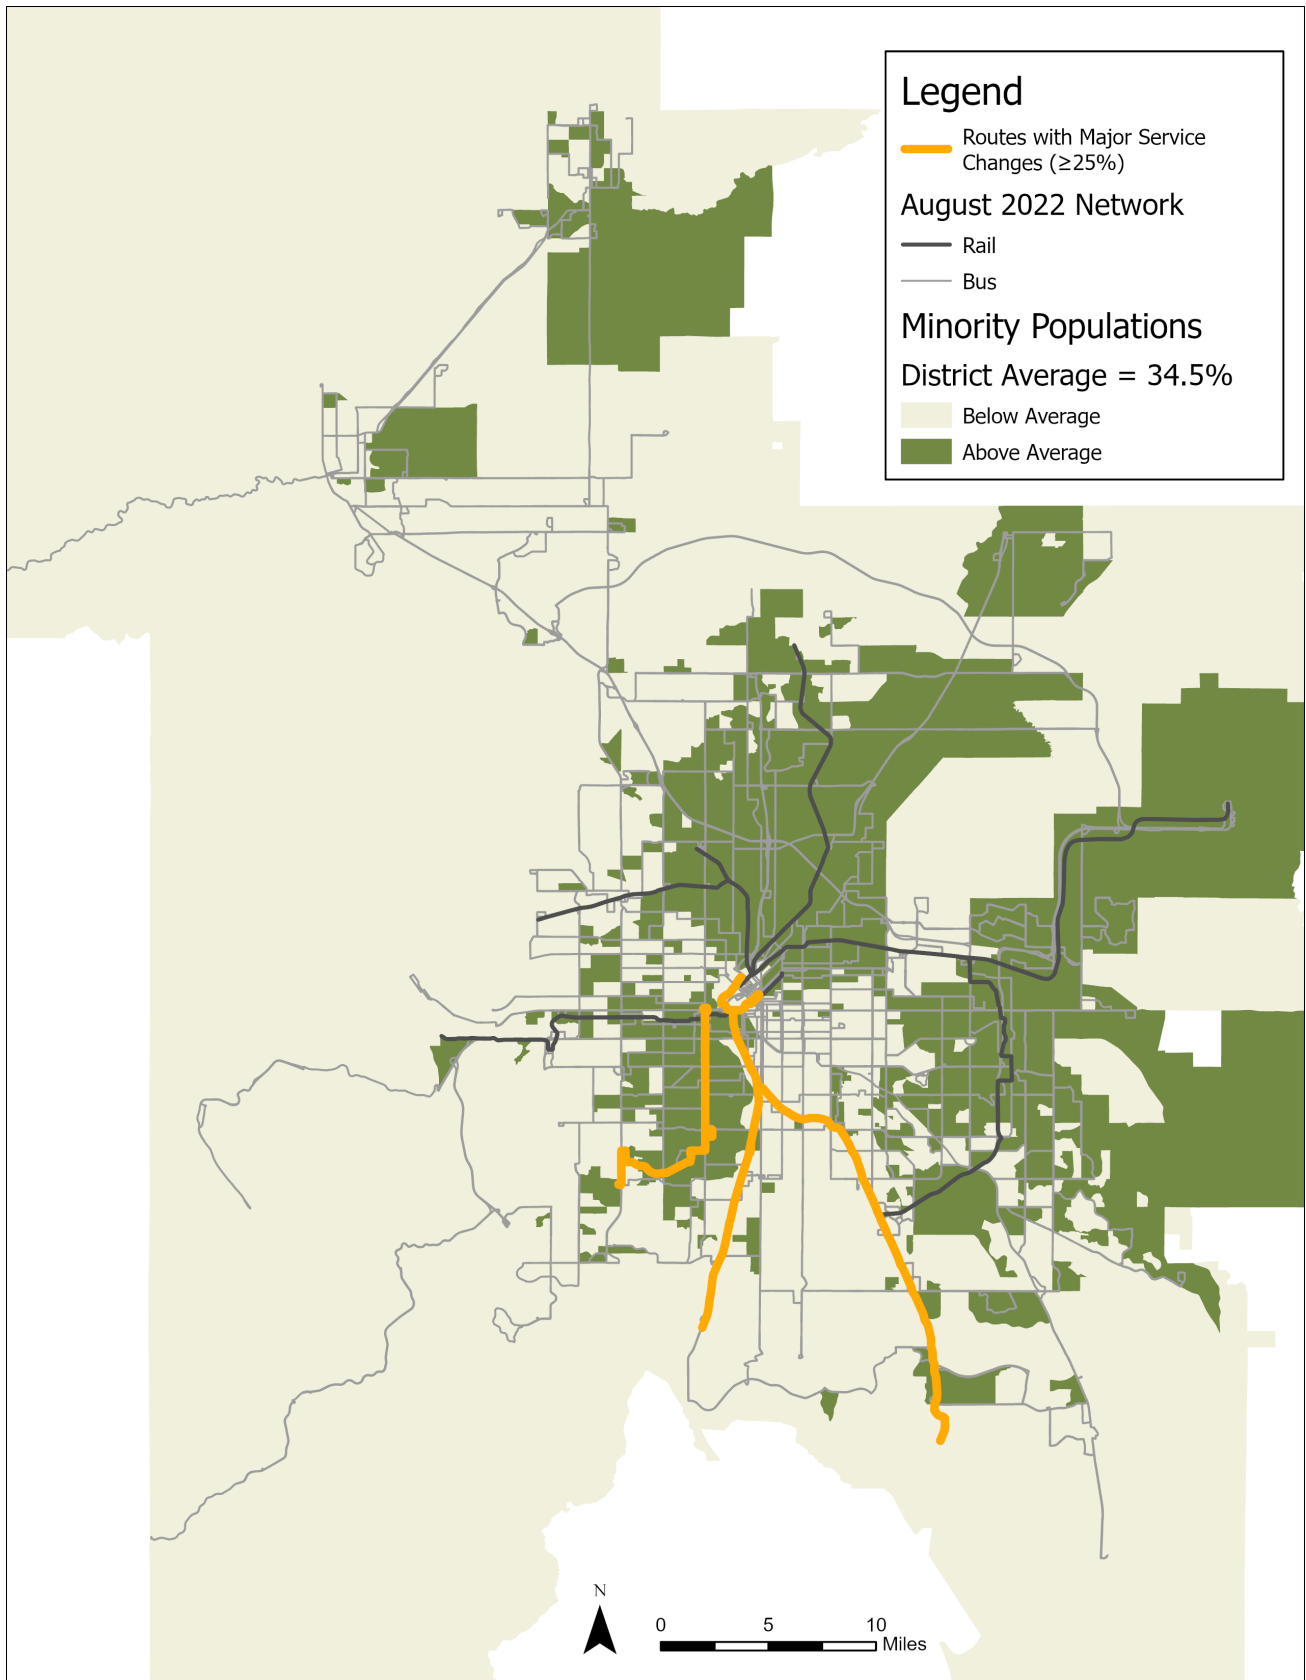 Legend
Routes with Major Service
Changes (≥25%)
August 2022 Network
Rail
Bus
Minority Populations
District Average = 34.5%
Below Average
Above Average
N
0 5 10
Miles